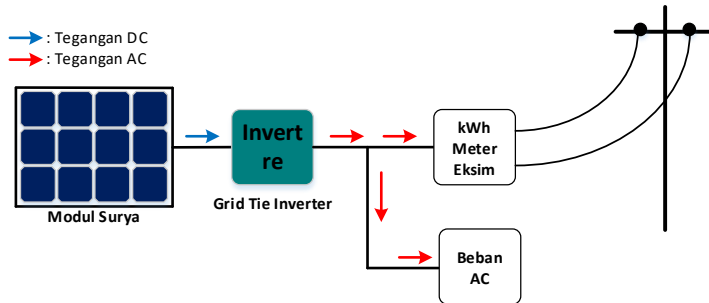 : Tegangan DC
: Tegangan AC
Invert
re
kWh
Meter
Eksim
Modul Surya
Grid Tie Inverter
Beban
AC